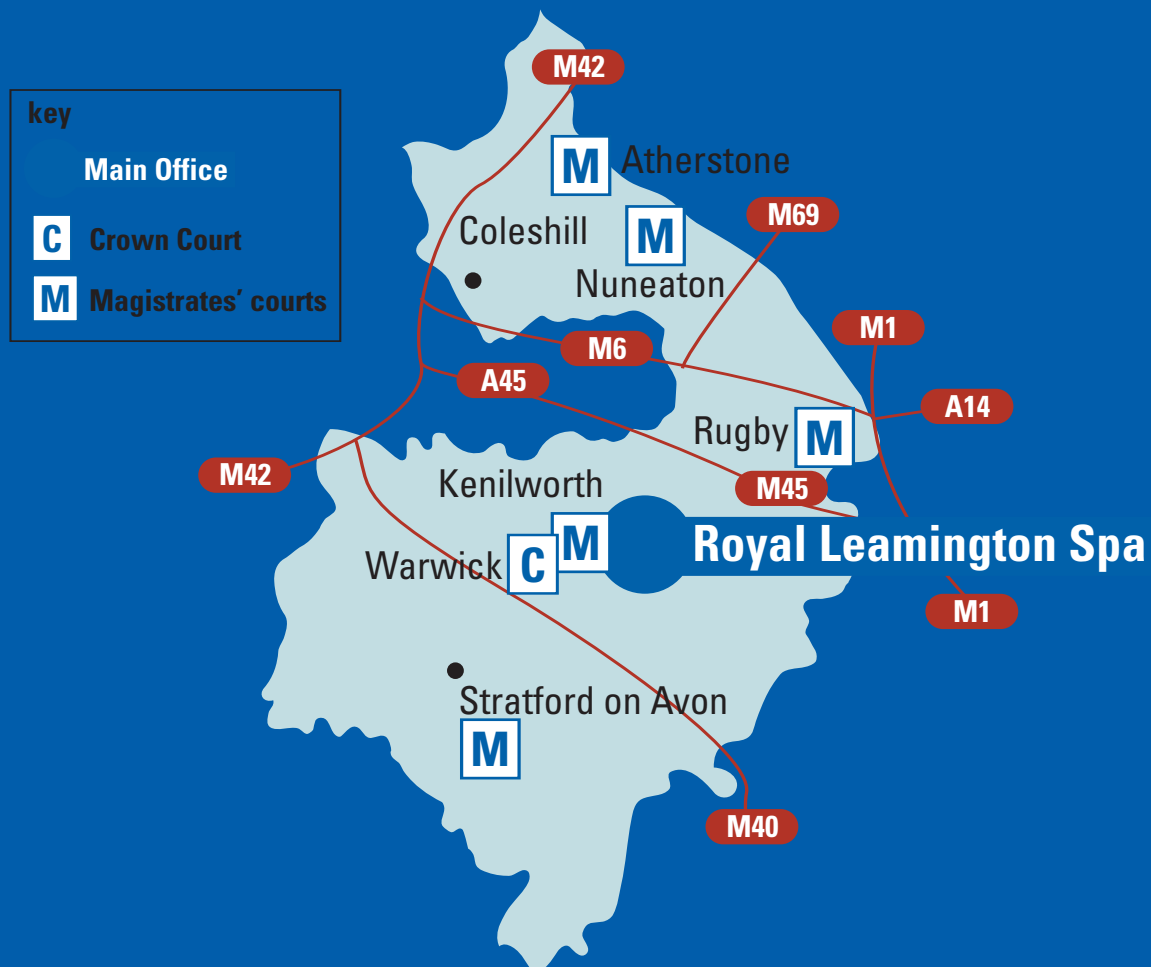 M42
key
Main Office
C Crown Court
M Magistrates' courts
M Atherstone
M69
Coleshill
M
Nuneaton
M1
M6
A45
A14
Rugby M
M42
Kenilworth
M45
M
Royal Leamington Spa
Warwick C
M1
Stratford on Avon
M
M40